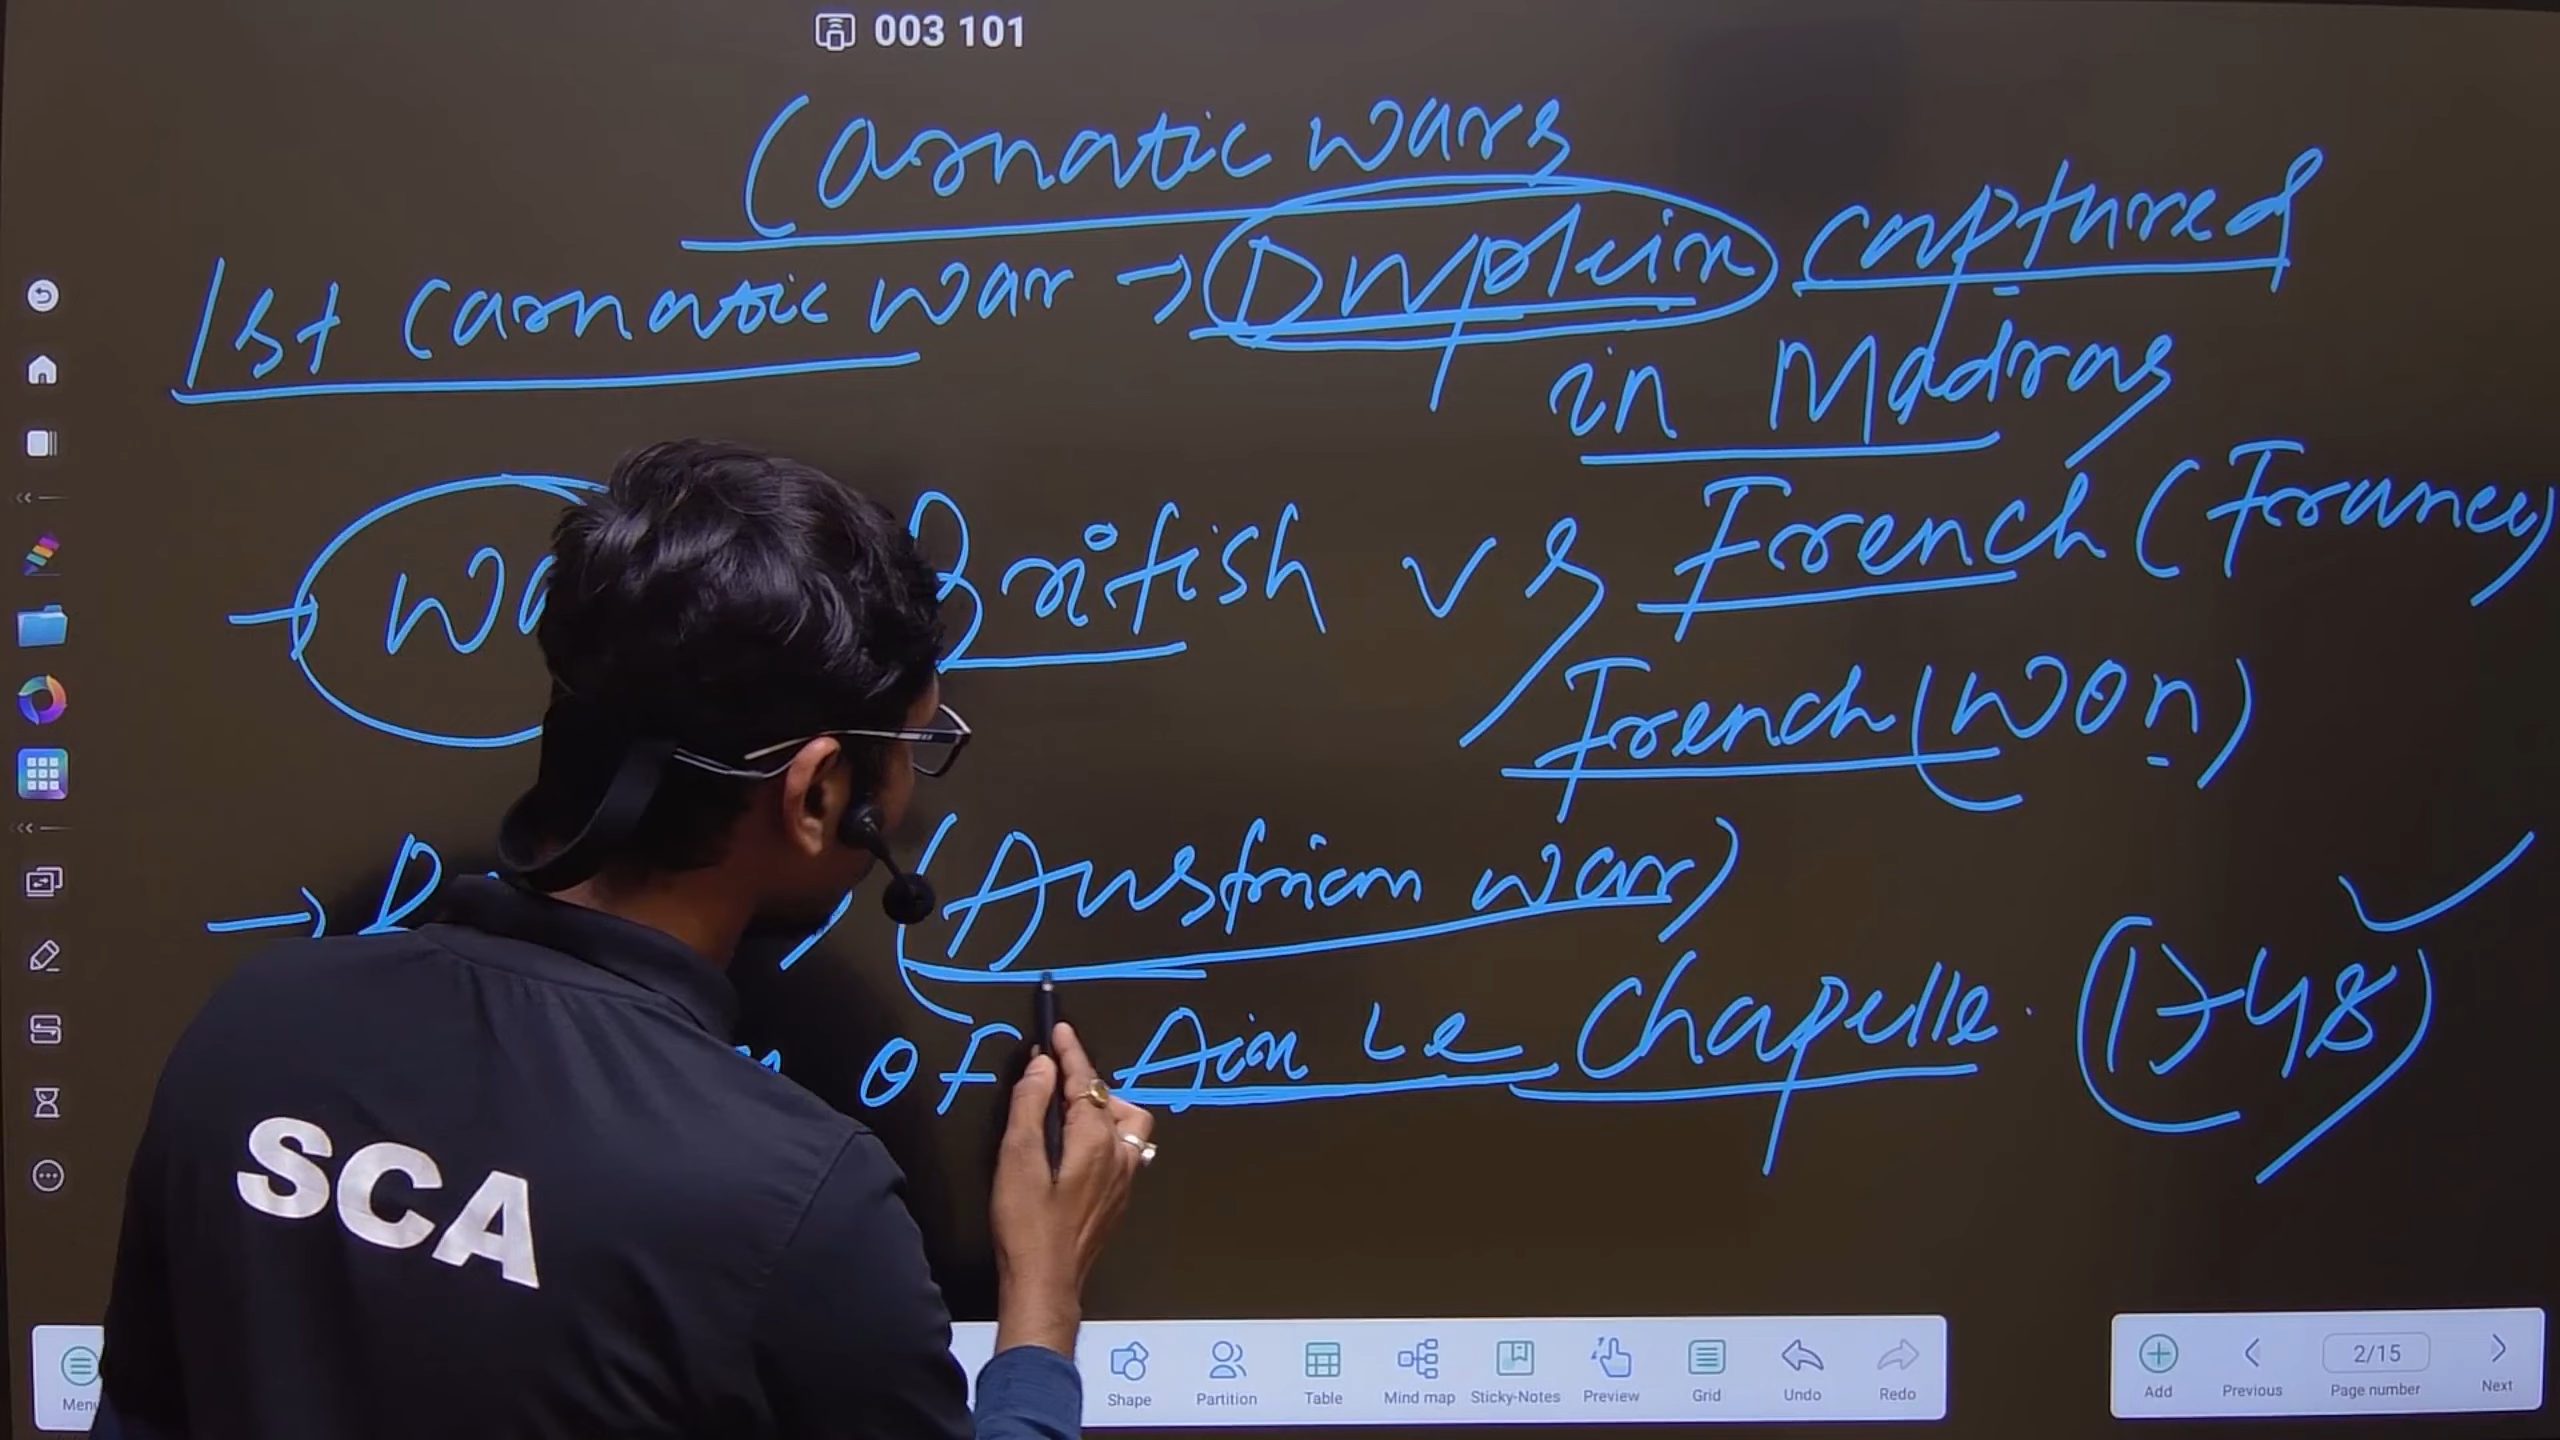 003 101
Carnatic wars
1st Carnatic war → Dupleix captured
in Madras
→ British vs French (France)
French (won)
→ (Austrian war)
of Aix Le Chapelle. (1748)
SCA
Menu Shape Partition Table Mind map Sticky-Notes Preview Grid Undo Redo Add Previous 2/15 Page number Next